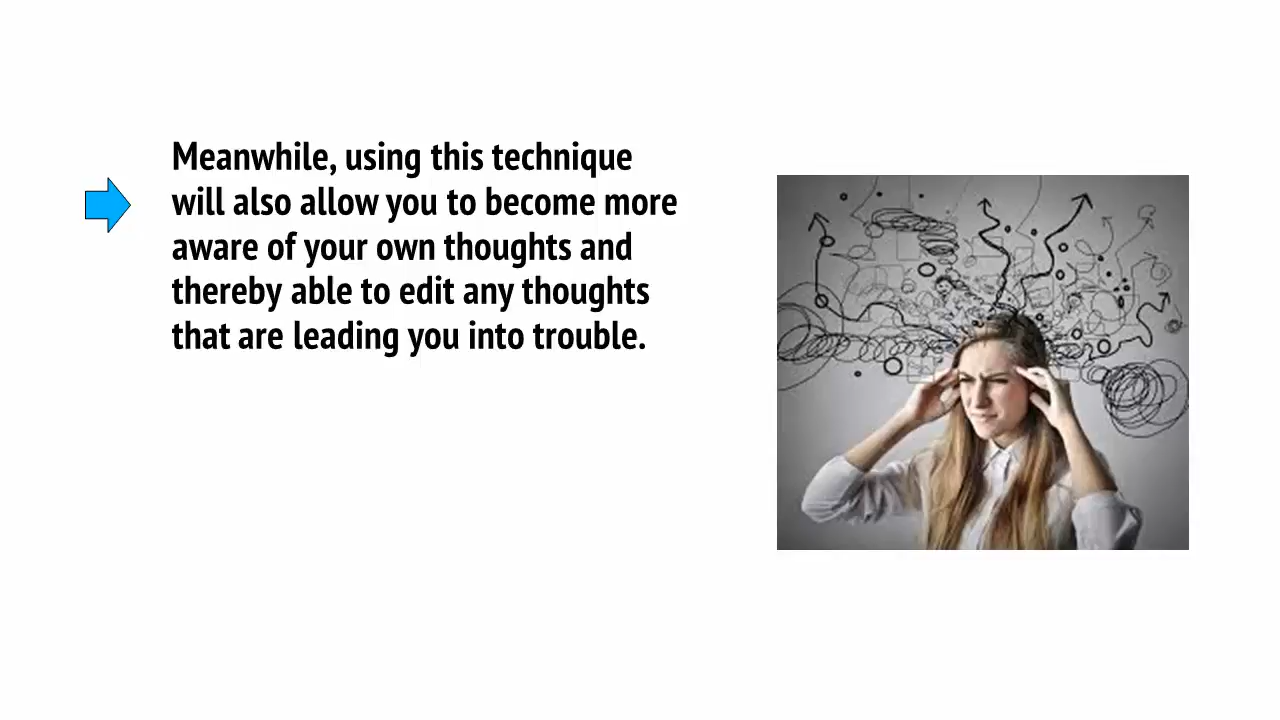 Meanwhile, using this technique
will also allow you to become more
aware of your own thoughts and
thereby able to edit any thoughts
that are leading you into trouble.